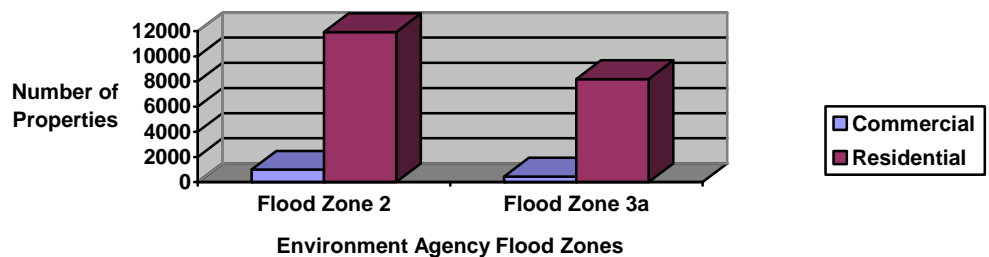 12000
10000
8000
6000
4000
2000
0
Number of
Properties
Flood Zone 2
Flood Zone 3a
Environment Agency Flood Zones
Commercial
Residential